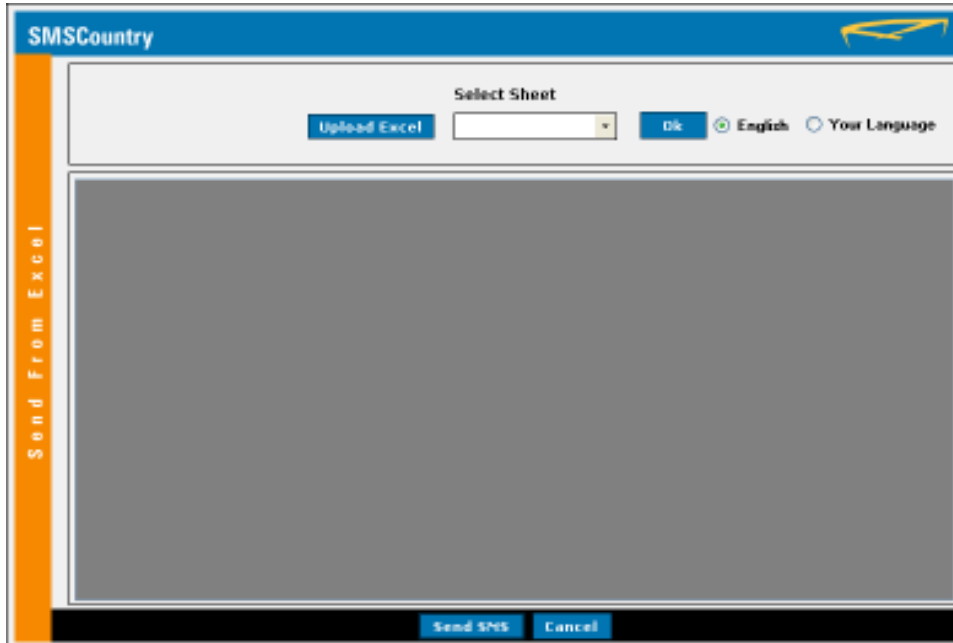 SMSCountry
Select Sheet
Upload Excel
Ok
English
Your Language
Send From Excel
Send SMS
Cancel